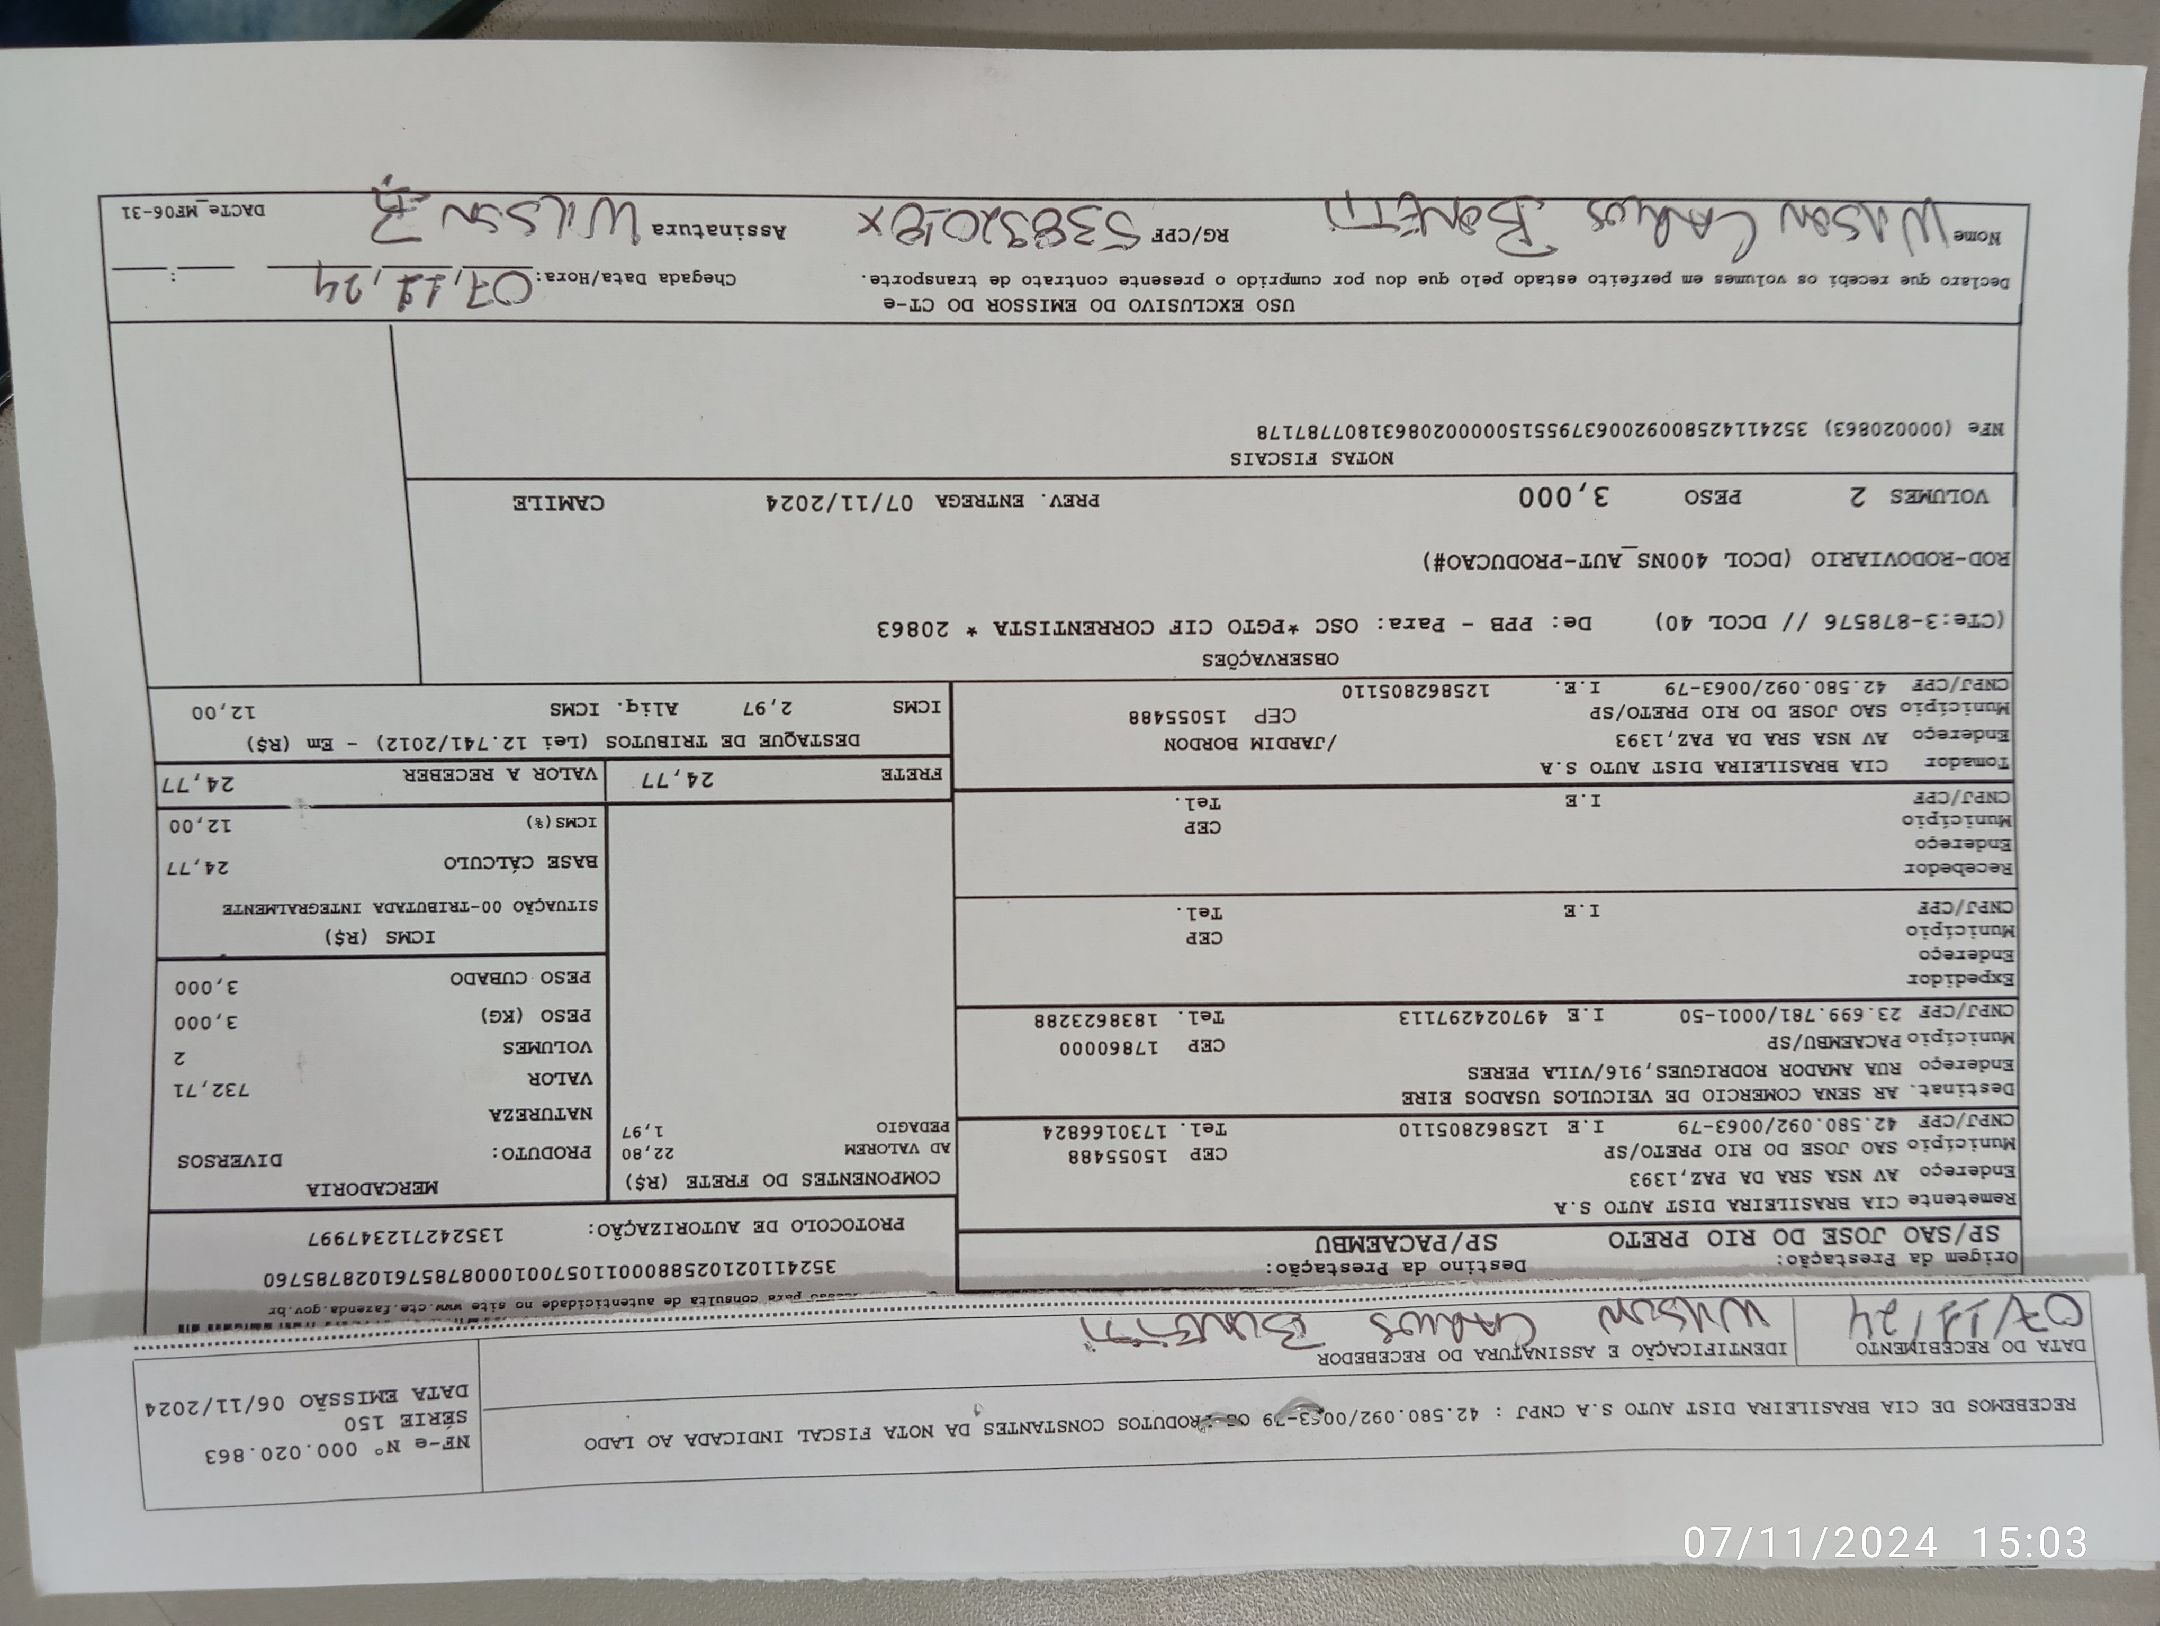 RECEBEMOS DE CIA BRASILEIRA DIST AUTO S.A CNPJ : 42.580.092/0063-79 OS PRODUTOS CONSTANTES DA NOTA FISCAL INDICADA AO LADO
NF-e Nº 000.020.863
SÉRIE 150
DATA EMISSÃO 06/11/2024
DATA DO RECEBIMENTO
07/11/24
IDENTIFICAÇÃO E ASSINATURA DO RECEBEDOR
WILSON CARLOS BONETTI
para consulta de autenticidade no site www.cte.fazenda.gov.br
Origem da Prestação:
SP/SAO JOSE DO RIO PRETO
Destino da Prestação:
SP/PACAEMBU
35241102102588000110570010008785761028785760
PROTOCOLO DE AUTORIZAÇÃO: 135242712347997
Remetente CIA BRASILEIRA DIST AUTO S.A
Endereço AV NSA SRA DA PAZ,1393
Município SAO JOSE DO RIO PRETO/SP CEP 15055488
CNPJ/CPF 42.580.092/0063-79 I.E 125862805110 Tel. 1730166824
Destinat. AR SENA COMERCIO DE VEICULOS USADOS EIRE
Endereço RUA AMADOR RODRIGUES,916/VILA PERES
Município PACAEMBU/SP CEP 17860000
CNPJ/CPF 23.699.781/0001-50 I.E 497024297113 Tel. 1838623288
Expedidor
Endereço
Município CEP
CNPJ/CPF I.E Tel.
Recebedor
Endereço
Município CEP
CNPJ/CPF I.E Tel.
Tomador CIA BRASILEIRA DIST AUTO S.A
Endereço AV NSA SRA DA PAZ,1393 /JARDIM BORDON
Município SAO JOSE DO RIO PRETO/SP CEP 15055488
CNPJ/CPF 42.580.092/0063-79 I.E. 125862805110
COMPONENTES DO FRETE (R$)
AD VALOREM 22,80
PEDAGIO 1,97
MERCADORIA
PRODUTO: DIVERSOS
NATUREZA
VALOR 732,71
VOLUMES 2
PESO (KG) 3,000
PESO CUBADO 3,000
ICMS (R$)
SITUAÇÃO 00-TRIBUTADA INTEGRALMENTE
BASE CÁLCULO 24,77
ICMS(%) 12,00
FRETE 24,77
VALOR A RECEBER 24,77
DESTAQUE DE TRIBUTOS (Lei 12.741/2012) - Em (R$)
ICMS 2,97 Aliq. ICMS 12,00
OBSERVAÇÕES
(CTe:3-878576 // DCOL 40) De: PPB - Para: OSC *PGTO CIF CORRENTISTA * 20863
ROD-RODOVIARIO (DCOL 400NS_AUT-PRODUCAO#)
VOLUMES 2 PESO 3,000 PREV. ENTREGA 07/11/2024 CAMILE
NOTAS FISCAIS
NFe (000020863) 35241142580092006379551500000208631807787178
USO EXCLUSIVO DO EMISSOR DO CT-e
Declaro que recebi os volumes em perfeito estado pelo que dou por cumprido o presente contrato de transporte.
Chegada Data/Hora: 07,11,24 :
Nome WILSON CARLOS BONETTI RG/CPF Assinatura WILSON
DACTe_MF06-31
07/11/2024 15:03